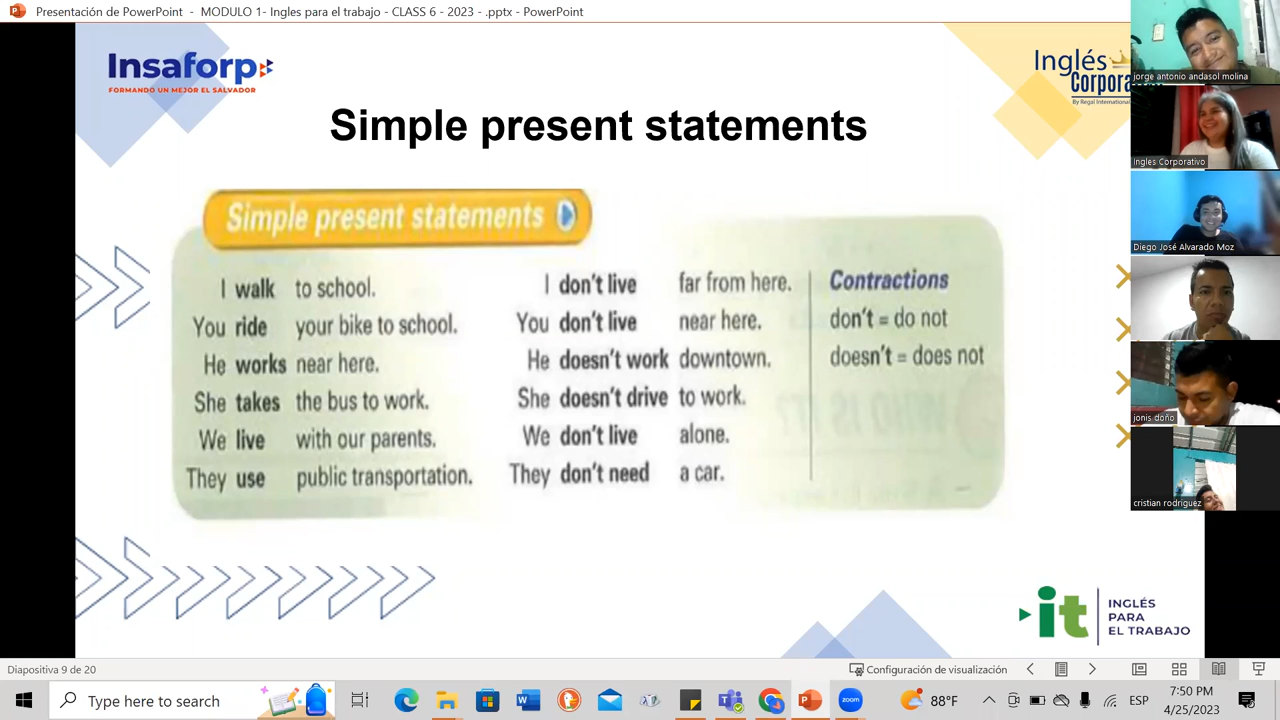 Presentación de PowerPoint - MODULO 1- Ingles para el trabajo - CLASS 6 - 2023 - .pptx - PowerPoint
Insaforp
FORMANDO UN MEJOR EL SALVADOR
Inglés
Corpora
By Regal International
Simple present statements
Simple present statements
I walk to school. I don't live far from here. Contractions
You ride your bike to school. You don't live near here. don't = do not
He works near here. He doesn't work downtown. doesn't = does not
She takes the bus to work. She doesn't drive to work.
We live with our parents. We don't live alone.
They use public transportation. They don't need a car.
it INGLÉS
PARA
EL TRABAJO
jorge antonio andasol molina
Ingles Corporativo
Diego José Alvarado Moz
jonis doño
cristian rodriguez
Diapositiva 9 de 20
Configuración de visualización
Type here to search
zoom
88°F
ESP
7:50 PM
4/25/2023